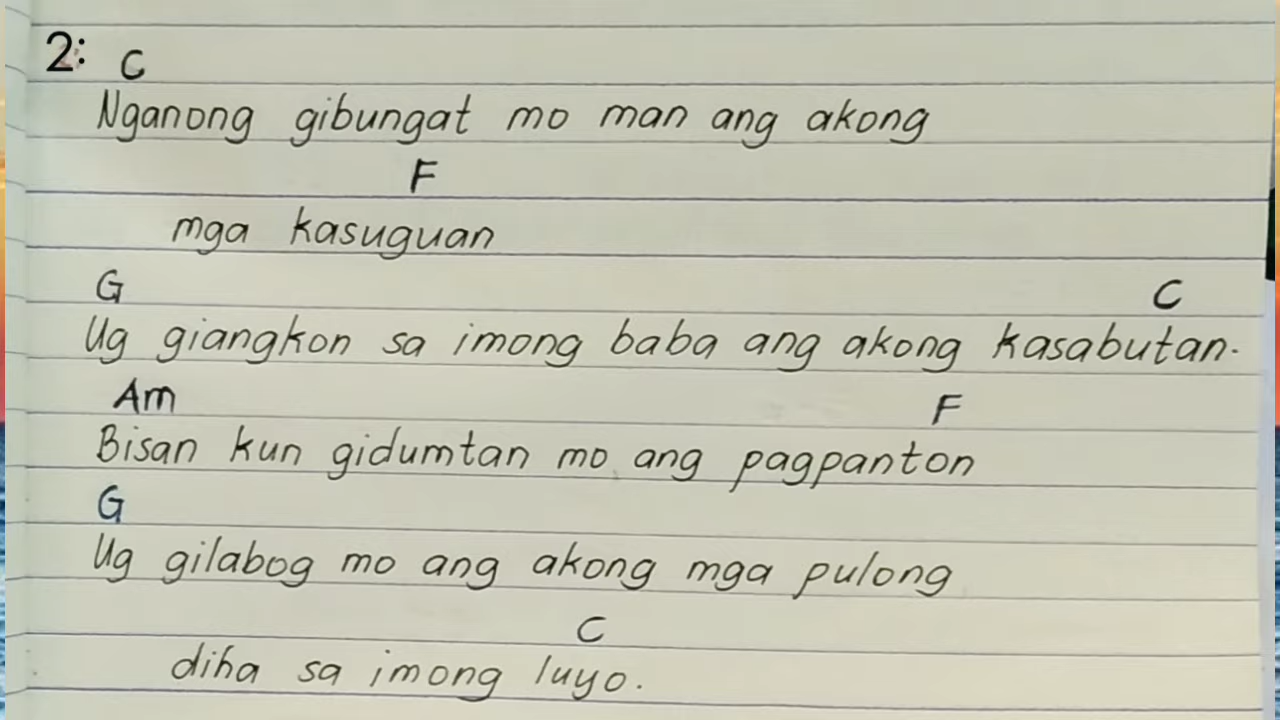 2: C
Nganong gibungat mo man ang akong
F
mga kasuguan
G C
Ug giangkon sa imong baba ang akong kasabutan.
Am F
Bisan kun gidumtan mo ang pagpanton
G
Ug gilabog mo ang akong mga pulong
C
diha sa imong luyo.